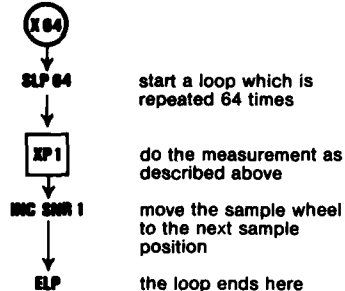 X 64
SLP 64
start a loop which is
repeated 64 times
XP 1
do the measurement as
described above
INC SNR 1
move the sample wheel
to the next sample
position
ELP
the loop ends here